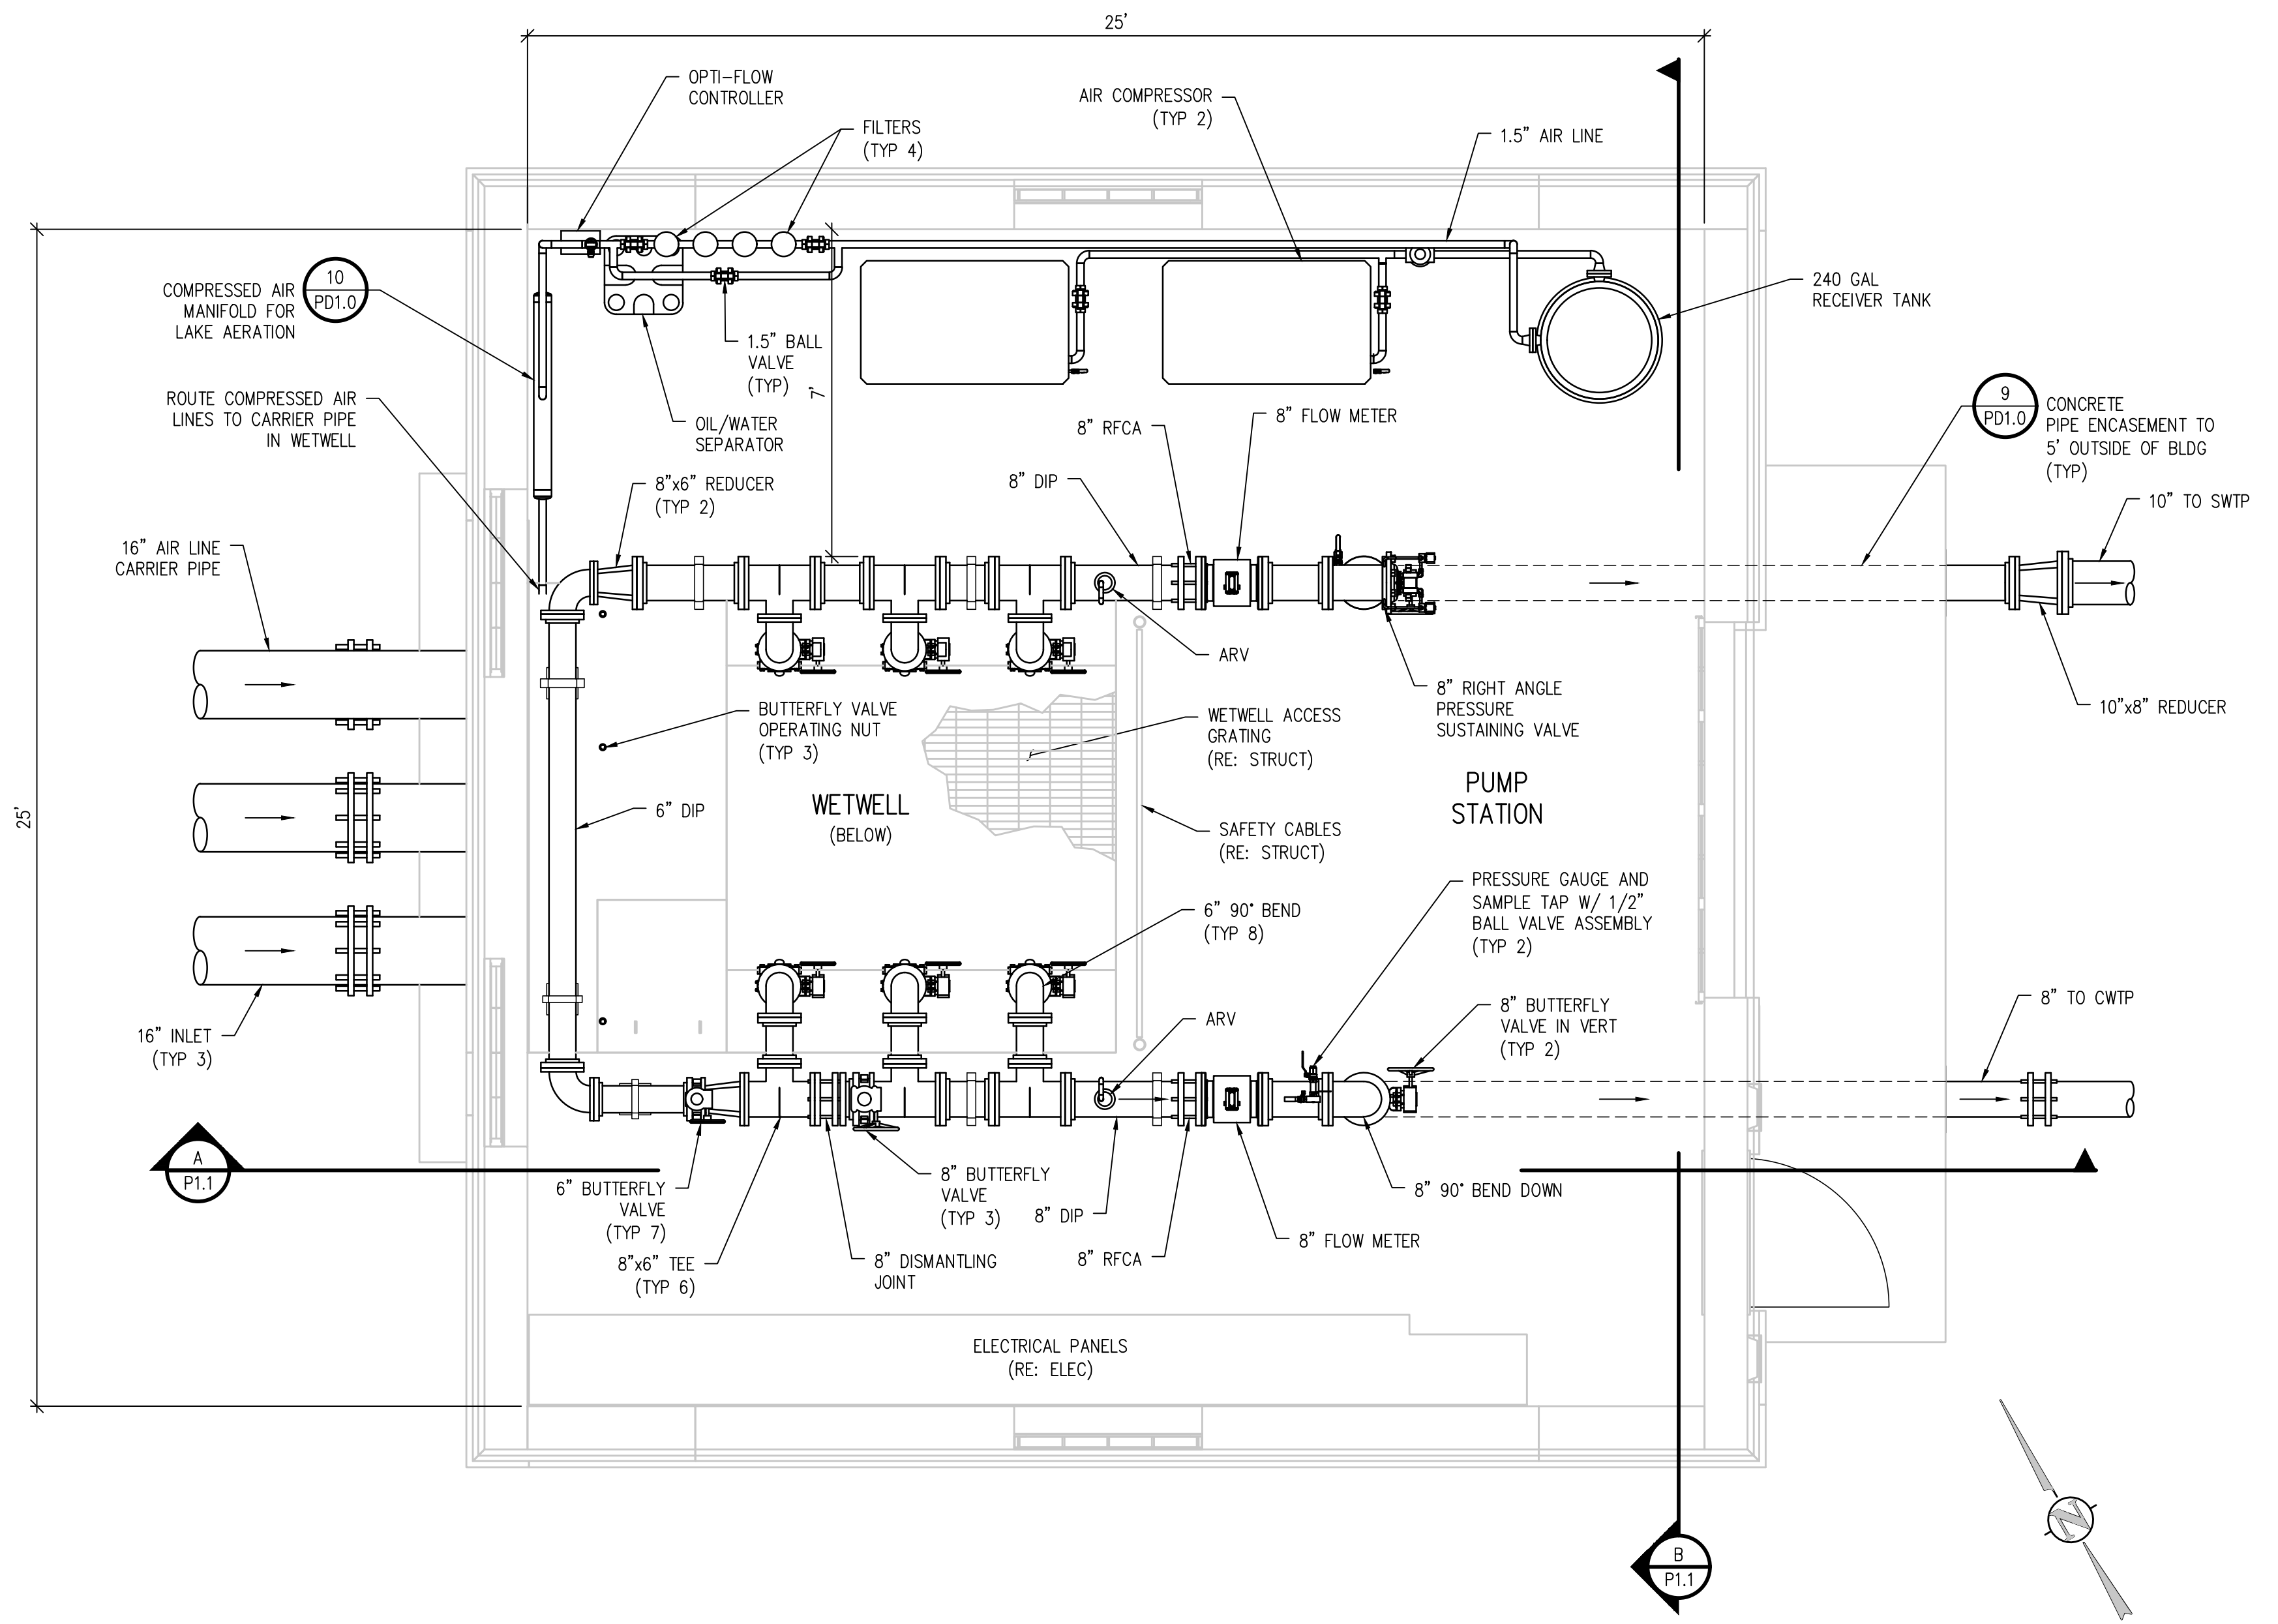 25'
OPTI-FLOW
CONTROLLER
FILTERS
(TYP 4)
AIR COMPRESSOR
(TYP 2)
1.5" AIR LINE
10
PD1.0
COMPRESSED AIR
MANIFOLD FOR
LAKE AERATION
240 GAL
RECEIVER TANK
1.5" BALL
VALVE
(TYP)
7'
ROUTE COMPRESSED AIR
LINES TO CARRIER PIPE
IN WETWELL
OIL/WATER
SEPARATOR
8" RFCA
8" FLOW METER
9
PD1.0
CONCRETE
PIPE ENCASEMENT TO
5' OUTSIDE OF BLDG
(TYP)
8"x6" REDUCER
(TYP 2)
8" DIP
10" TO SWTP
16" AIR LINE
CARRIER PIPE
ARV
8" RIGHT ANGLE
PRESSURE
SUSTAINING VALVE
10"x8" REDUCER
BUTTERFLY VALVE
OPERATING NUT
(TYP 3)
WETWELL ACCESS
GRATING
(RE: STRUCT)
PUMP
STATION
25'
6" DIP
WETWELL
(BELOW)
SAFETY CABLES
(RE: STRUCT)
PRESSURE GAUGE AND
SAMPLE TAP W/ 1/2"
BALL VALVE ASSEMBLY
(TYP 2)
6" 90° BEND
(TYP 8)
16" INLET
(TYP 3)
ARV
8" BUTTERFLY
VALVE IN VERT
(TYP 2)
8" TO CWTP
A
P1.1
6" BUTTERFLY
VALVE
(TYP 7)
8" BUTTERFLY
VALVE
(TYP 3)
8" DIP
8" 90° BEND DOWN
8"x6" TEE
(TYP 6)
8" DISMANTLING
JOINT
8" RFCA
8" FLOW METER
ELECTRICAL PANELS
(RE: ELEC)
N
B
P1.1